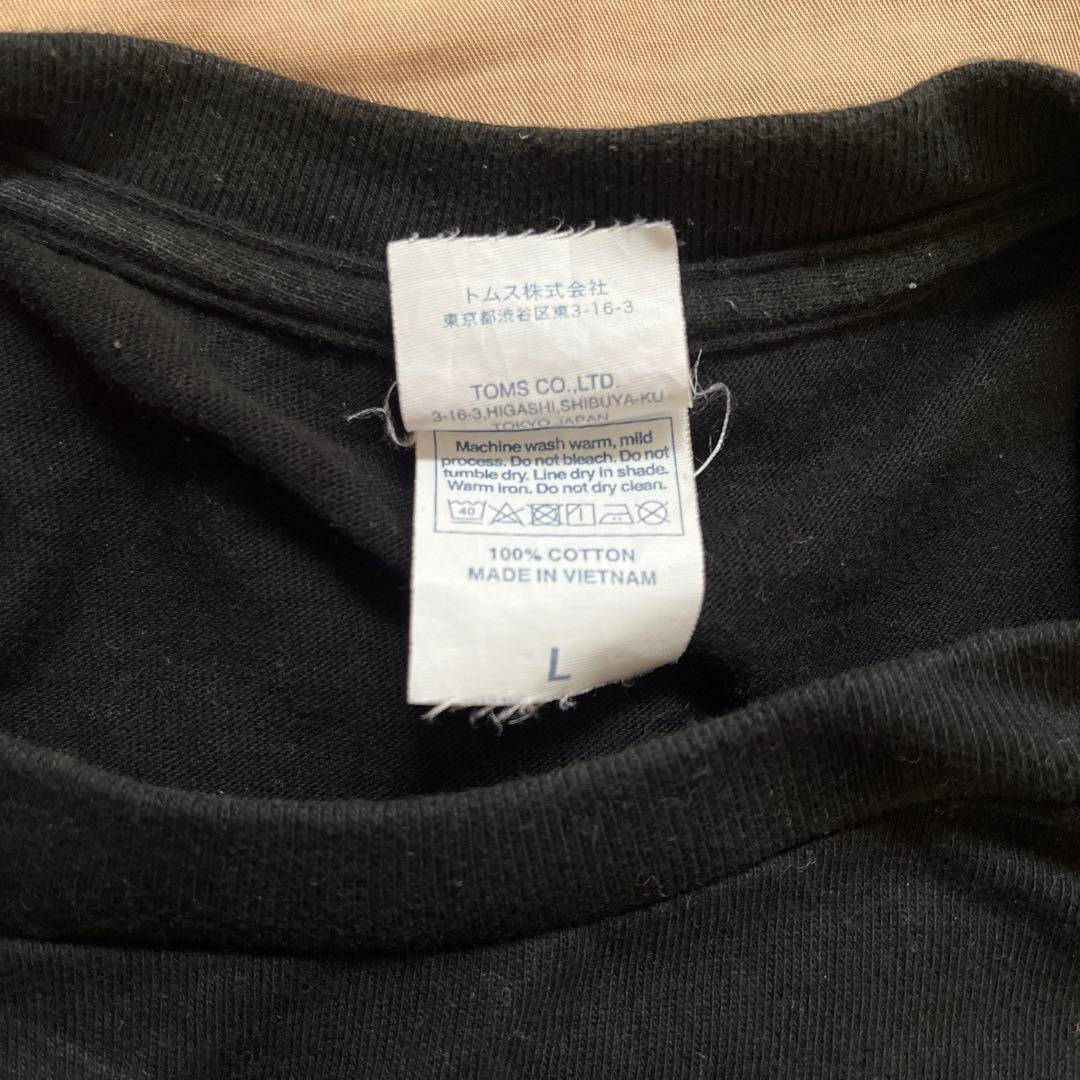 トムス株式会社
東京都渋谷区東3-16-3
TOMS CO.,LTD.
3-16-3,HIGASHI,SHIBUYA-KU
TOKYO JAPAN
Machine wash warm, mild
process. Do not bleach. Do not
tumble dry. Line dry in shade.
Warm iron. Do not dry clean.
40
100% COTTON
MADE IN VIETNAM
L